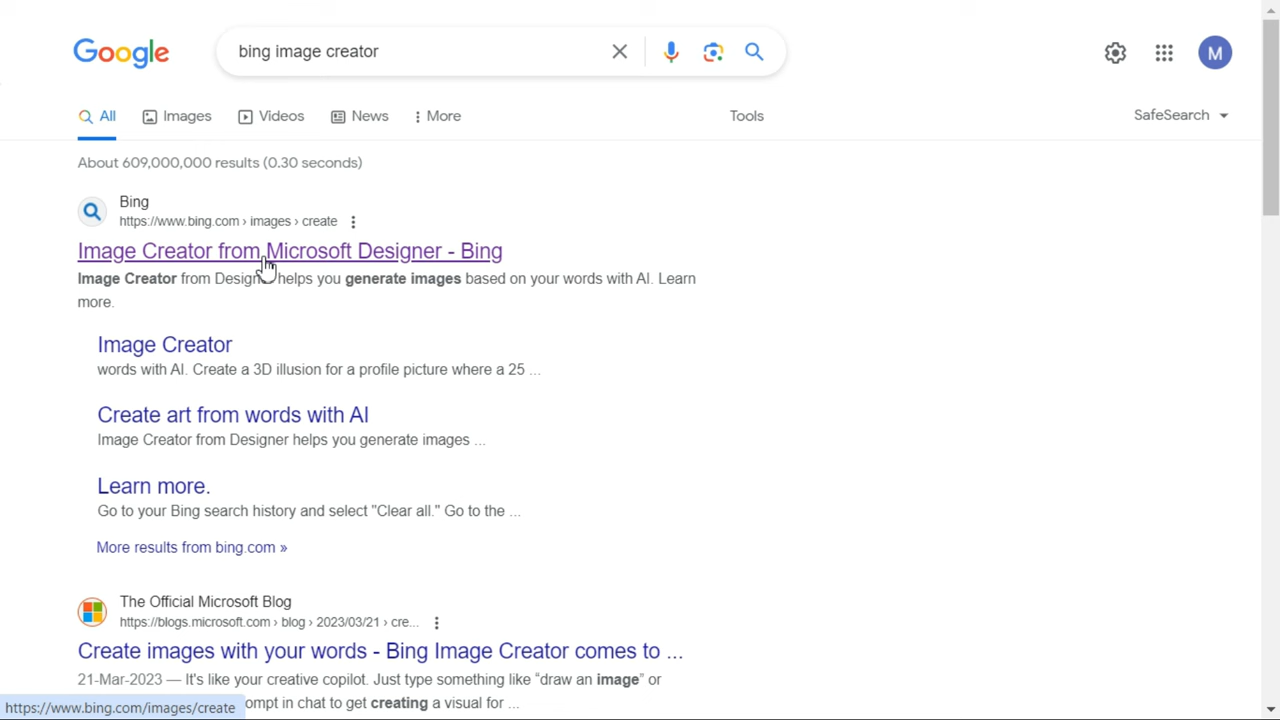 Google
bing image creator
M
All Images Videos News More Tools SafeSearch
About 609,000,000 results (0.30 seconds)
Bing
https://www.bing.com › images › create
Image Creator from Microsoft Designer - Bing
Image Creator from Designer helps you generate images based on your words with AI. Learn
more.
Image Creator
words with AI. Create a 3D illusion for a profile picture where a 25 ...
Create art from words with AI
Image Creator from Designer helps you generate images ...
Learn more.
Go to your Bing search history and select "Clear all." Go to the ...
More results from bing.com »
The Official Microsoft Blog
https://blogs.microsoft.com › blog › 2023/03/21 › cre...
Create images with your words - Bing Image Creator comes to ...
21-Mar-2023 — It's like your creative copilot. Just type something like “draw an image” or
https://www.bing.com/images/create ompt in chat to get creating a visual for ...